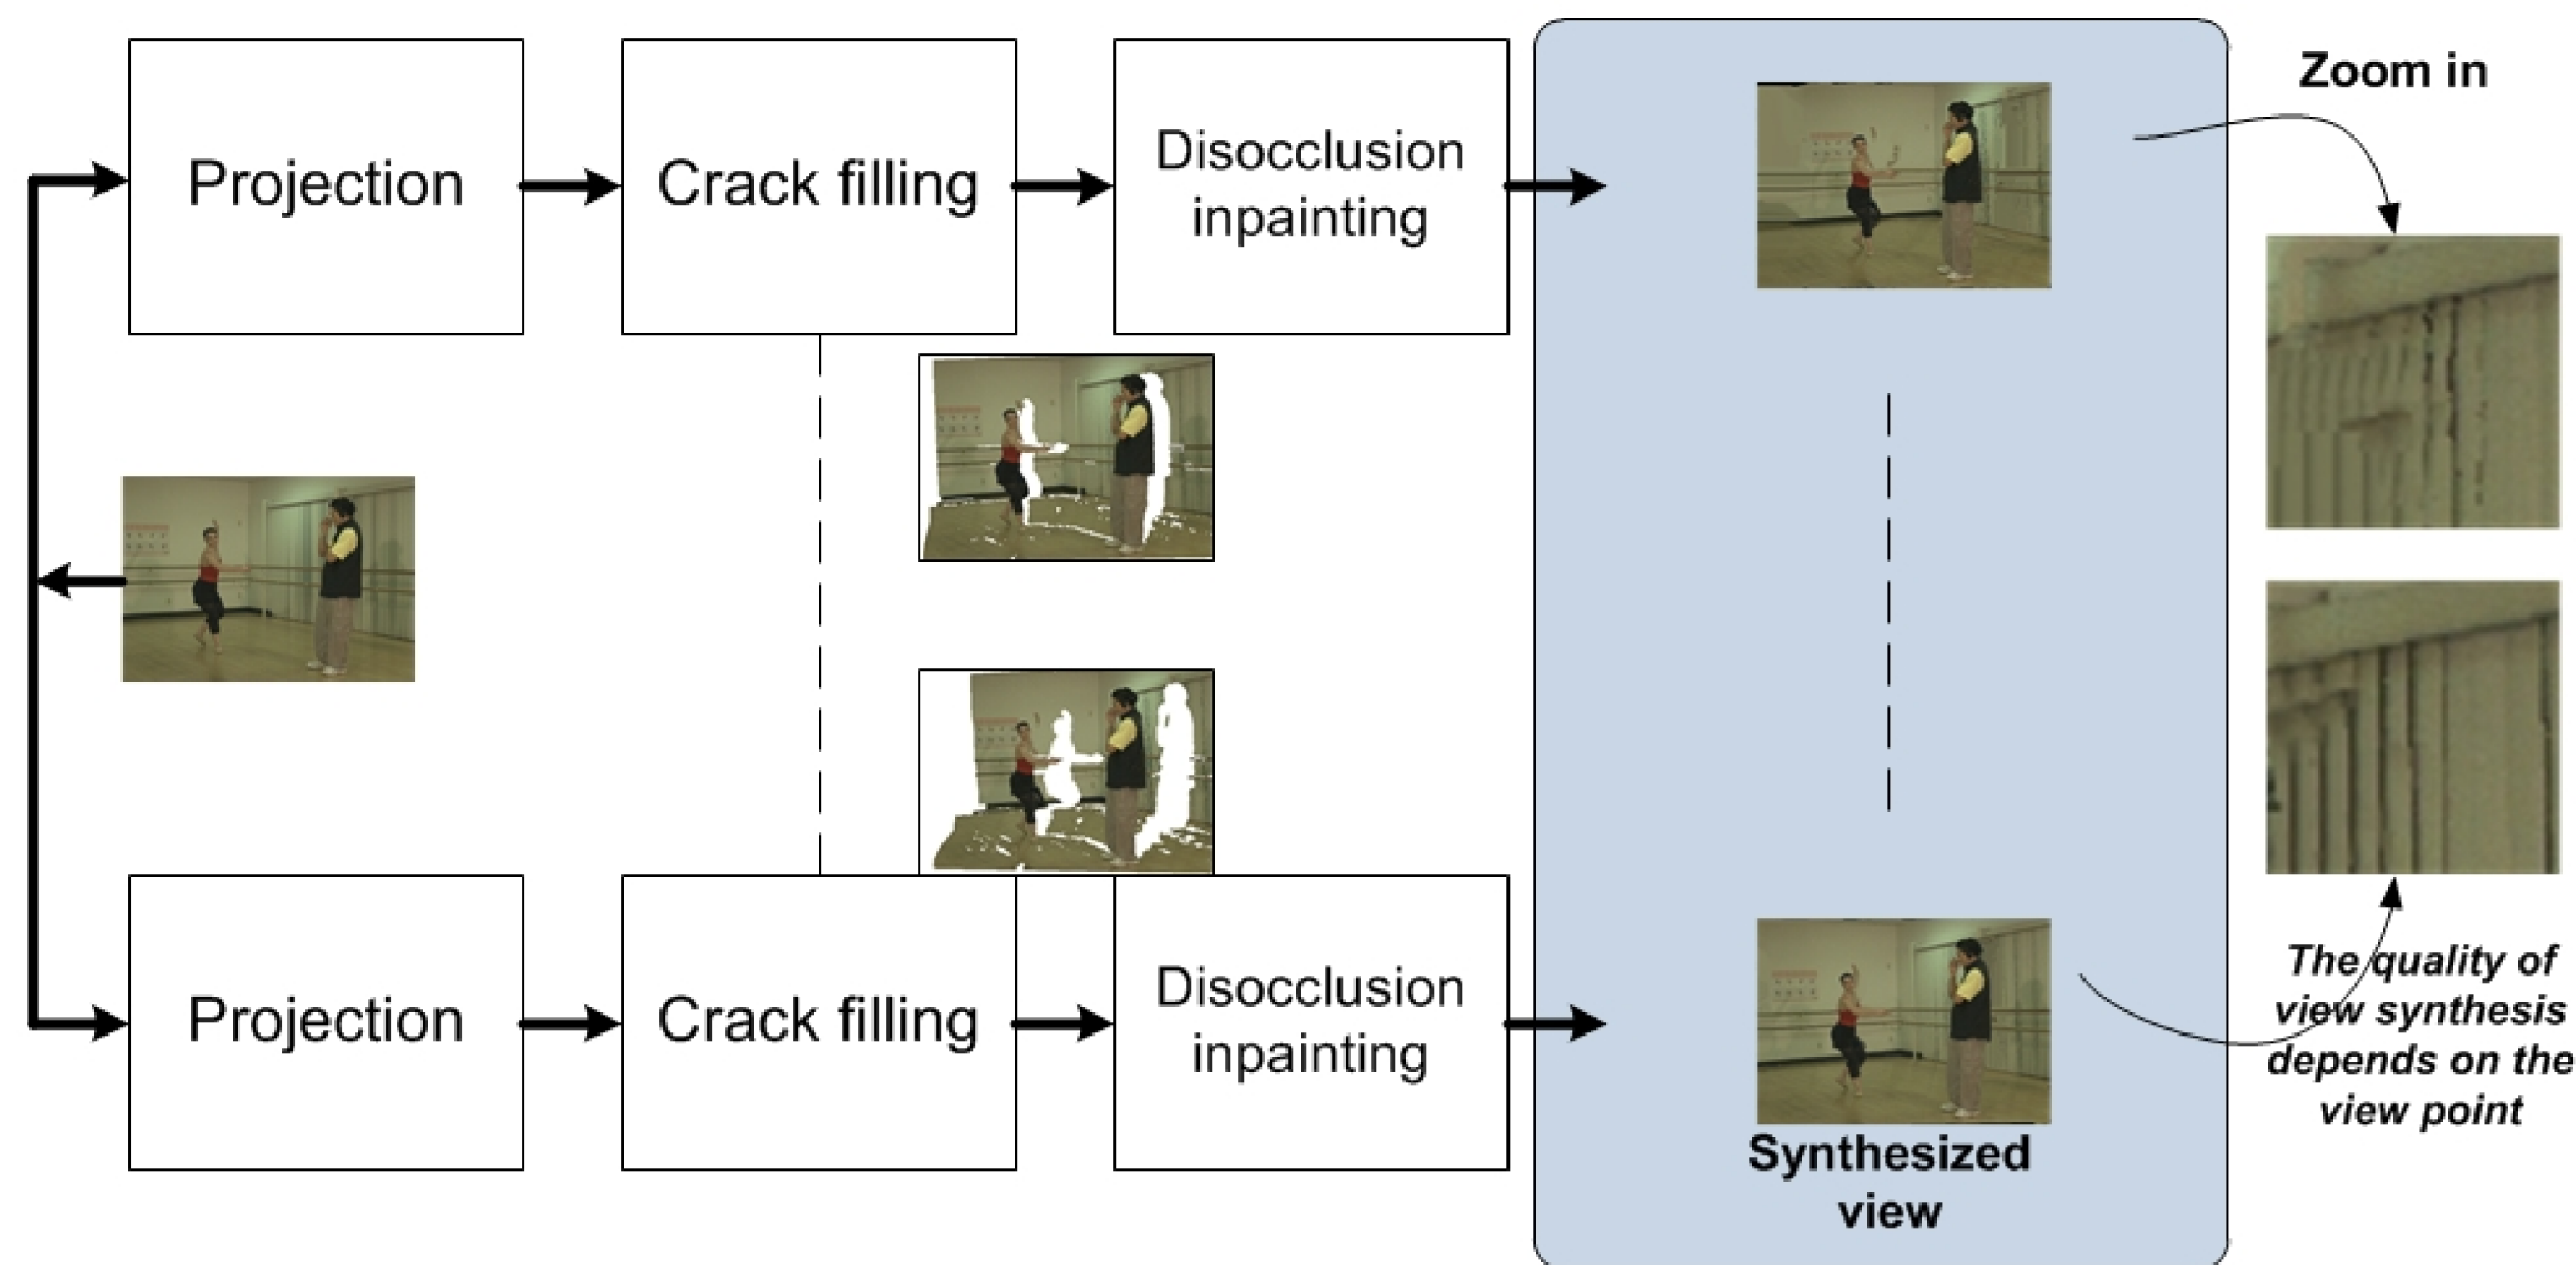 Projection
Crack filling
Disocclusion
inpainting
Zoom in
Projection
Crack filling
Disocclusion
inpainting
Synthesized
view
The quality of
view synthesis
depends on the
view point